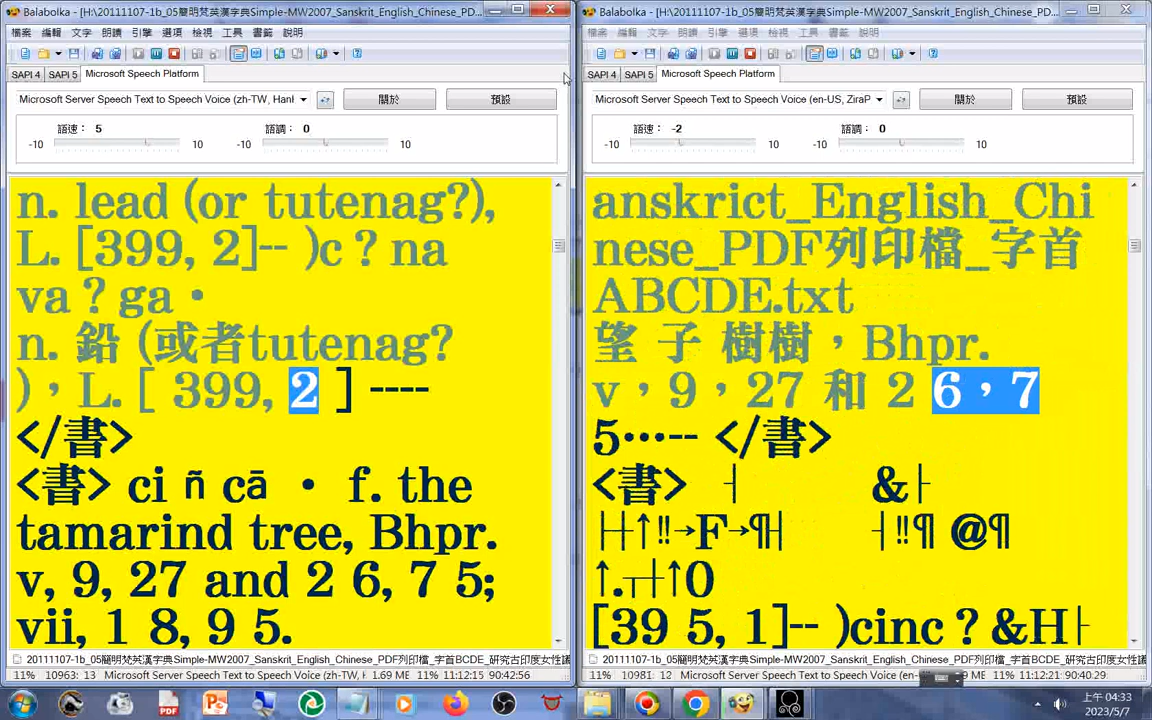 Balabolka - [H:\20111107-1b_05簡明梵英漢字典Simple-MW2007_Sanskrit_English_Chinese_PD...
檔案 編輯 文字 朗讀 引擎 選項 檢視 工具 書籤 說明
SAPI 4 SAPI 5 Microsoft Speech Platform
Microsoft Server Speech Text to Speech Voice (zh-TW, Hanl
關於 預設
語速： 5 語調： 0
-10 10 -10 10
n. lead (or tutenag?),
L. [399, 2]-- )c ? na
va ? ga •
n. 鉛 (或者tutenag?
)，L. [ 399, 2 ] ----
</書>
<書> ci ñ cā • f. the
tamarind tree, Bhpr.
v, 9, 27 and 2 6, 7 5;
vii, 1 8, 9 5.
20111107-1b_05簡明梵英漢字典Simple-MW2007_Sanskrit_English_Chinese_PDF列印檔_字首BCDE_研究古印度女性議
11% 10963: 13 Microsoft Server Speech Text to Speech Voice (zh-TW, H 1.69 MB 11% 11:12:15 90:42:56
Balabolka - [H:\20111107-1b_05簡明梵英漢字典Simple-MW2007_Sanskrit_English_Chinese_PD...
檔案 編輯 文字 朗讀 引擎 選項 檢視 工具 書籤 說明
SAPI 4 SAPI 5 Microsoft Speech Platform
Microsoft Server Speech Text to Speech Voice (en-US, ZiraP
關於 預設
語速： -2 語調： 0
-10 10 -10 10
anskrict_English_Chi
nese_PDF列印檔_字首
ABCDE.txt
望 子 樹樹，Bhpr.
v，9，27 和 2 6，7
5…-- </書>
<書> ┤ &├
├┼↑‼→F→¶┤ ┤‼¶ @¶
↑.┬┼↑0
[39 5, 1]-- )cinc ? &H├
20111107-1b_05簡明梵英漢字典Simple-MW2007_Sanskrit_English_Chinese_PDF列印檔_字首BCDE_研究古印度女性議
11% 10981: 12 Microsoft Server Speech Text to Speech Voice (en-US, 11% 11:12:21 90:40:29
上午 04:33
2023/5/7